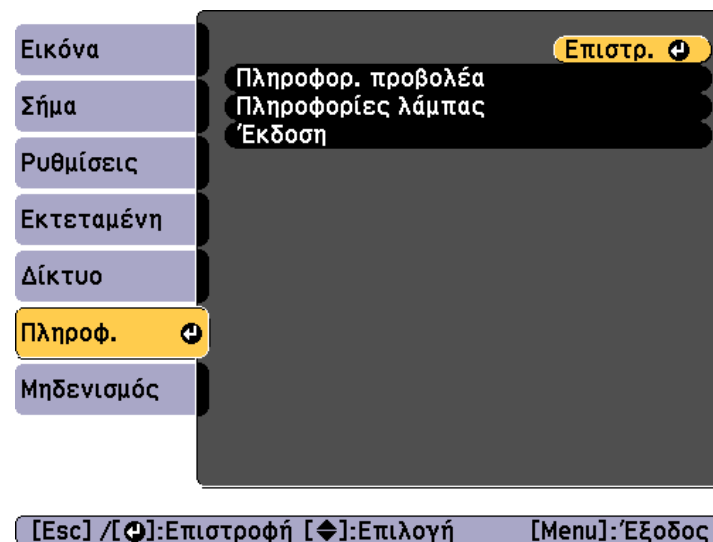 Εικόνα
Σήμα
Ρυθμίσεις
Εκτεταμένη
Δίκτυο
Πληροφ.
Μηδενισμός
Επιστρ.
Πληροφορ. προβολέα
Πληροφορίες λάμπας
Έκδοση
[Esc] /[]:Επιστροφή []:Επιλογή [Menu]:Έξοδος